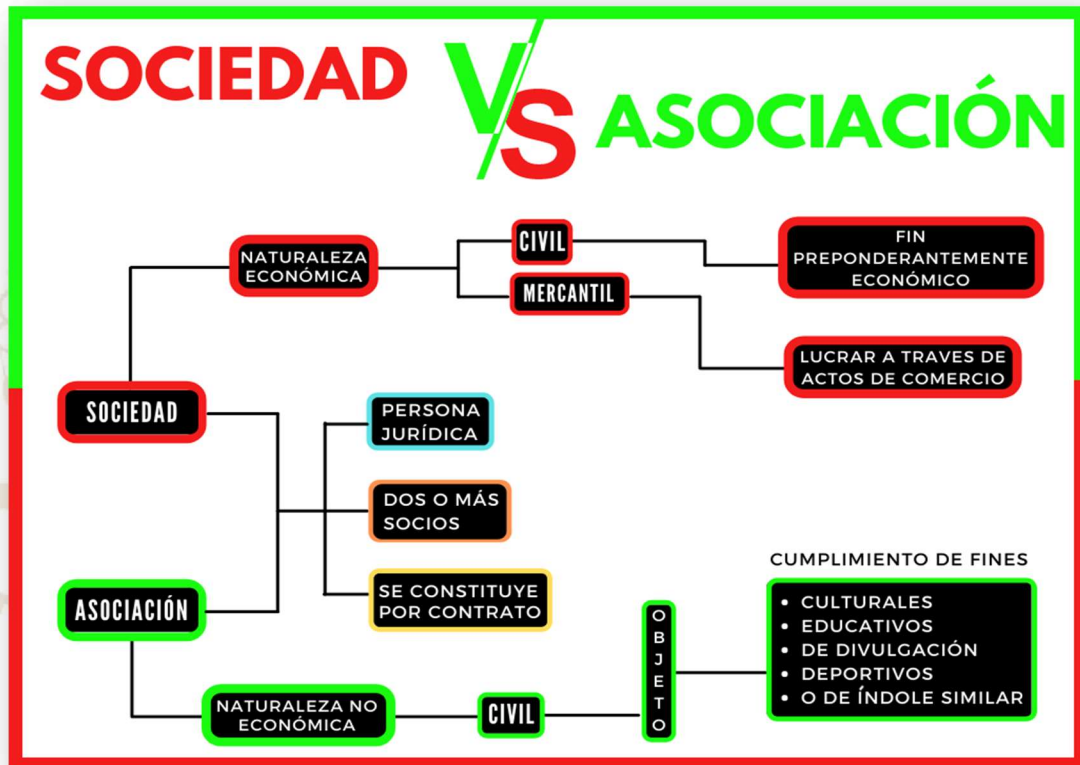 SOCIEDAD
VS
ASOCIACIÓN
NATURALEZA
ECONÓMICA
CIVIL
MERCANTIL
FIN
PREPONDERANTEMENTE
ECONÓMICO
LUCRAR A TRAVES DE
ACTOS DE COMERCIO
SOCIEDAD
PERSONA
JURÍDICA
DOS O MÁS
SOCIOS
SE CONSTITUYE
POR CONTRATO
ASOCIACIÓN
NATURALEZA NO
ECONÓMICA
CIVIL
OBJETO
CUMPLIMIENTO DE FINES
• CULTURALES
• EDUCATIVOS
• DE DIVULGACIÓN
• DEPORTIVOS
• O DE ÍNDOLE SIMILAR